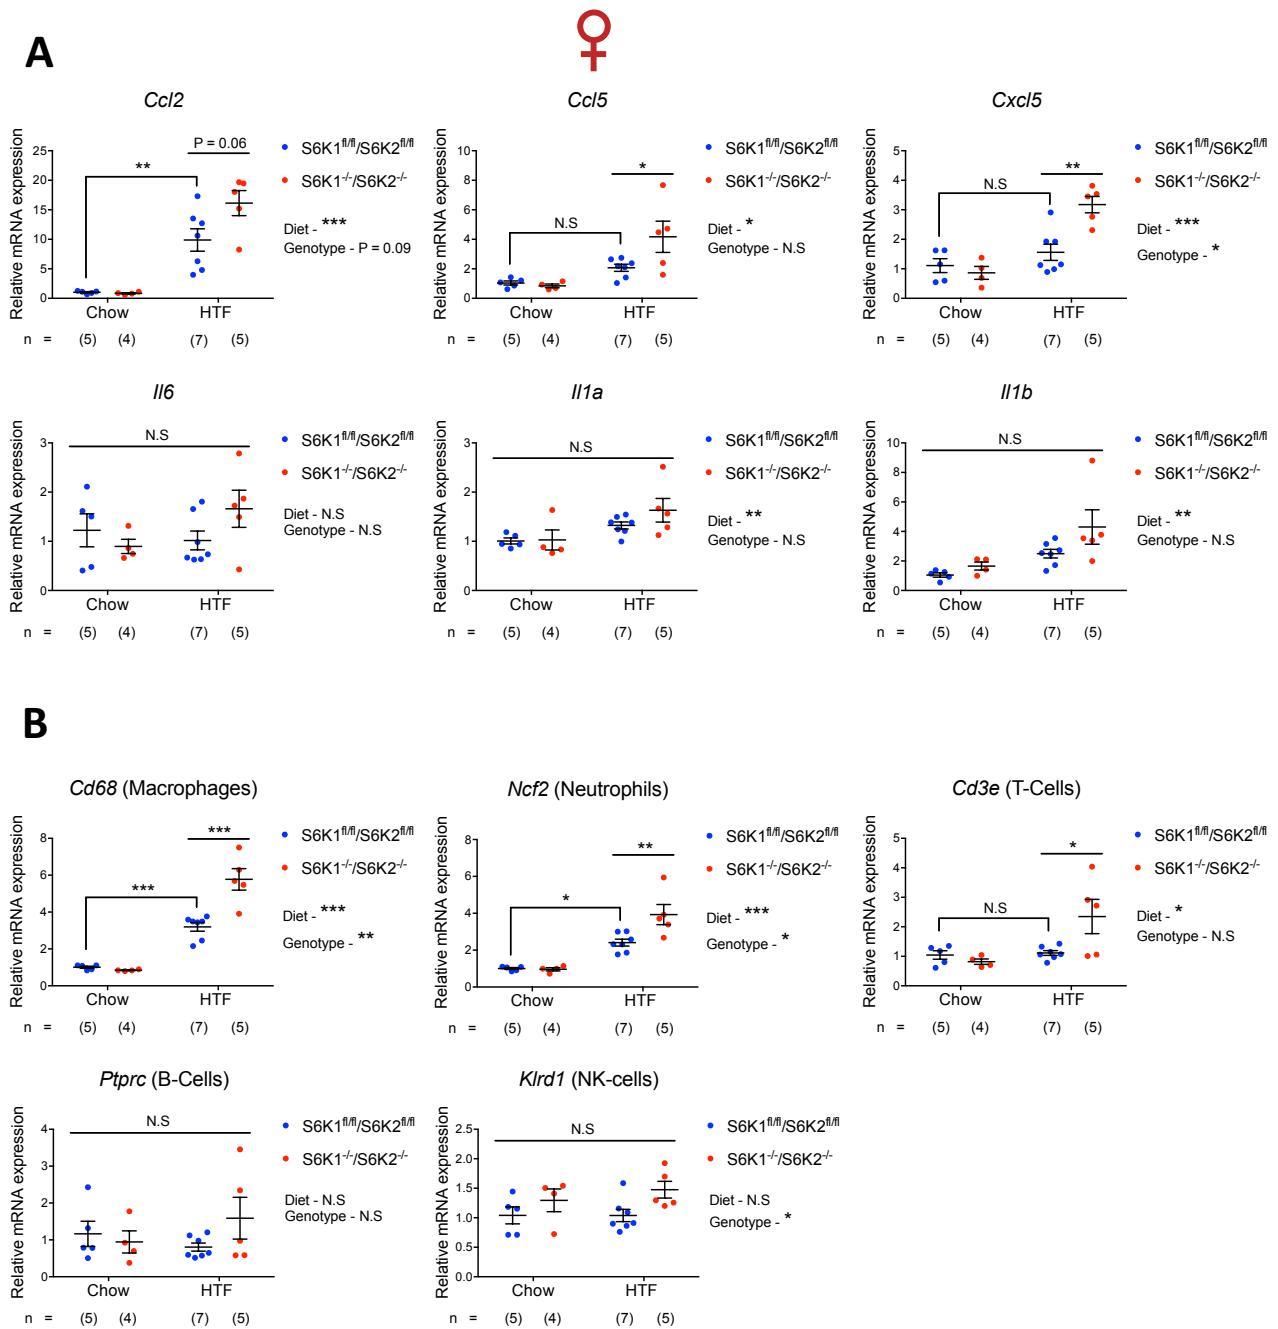 A
Ccl2
Relative mRNA expression
25
20
15
10
5
0
**
P = 0.06
S6K1fl/fl/S6K2fl/fl
S6K1-/-/S6K2-/-
Diet - ***
Genotype - P = 0.09
Chow HTF
n = (5) (4) (7) (5)
Ccl5
Relative mRNA expression
10
8
6
4
2
0
N.S
*
S6K1fl/fl/S6K2fl/fl
S6K1-/-/S6K2-/-
Diet - *
Genotype - N.S
Chow HTF
n = (5) (4) (7) (5)
Cxcl5
Relative mRNA expression
5
4
3
2
1
0
N.S
**
S6K1fl/fl/S6K2fl/fl
S6K1-/-/S6K2-/-
Diet - ***
Genotype - *
Chow HTF
n = (5) (4) (7) (5)
Il6
Relative mRNA expression
3
2
1
0
N.S
S6K1fl/fl/S6K2fl/fl
S6K1-/-/S6K2-/-
Diet - N.S
Genotype - N.S
Chow HTF
n = (5) (4) (7) (5)
Il1a
Relative mRNA expression
3
2
1
0
N.S
S6K1fl/fl/S6K2fl/fl
S6K1-/-/S6K2-/-
Diet - **
Genotype - N.S
Chow HTF
n = (5) (4) (7) (5)
Il1b
Relative mRNA expression
10
8
6
4
2
0
N.S
S6K1fl/fl/S6K2fl/fl
S6K1-/-/S6K2-/-
Diet - **
Genotype - N.S
Chow HTF
n = (5) (4) (7) (5)
B
Cd68 (Macrophages)
Relative mRNA expression
8
6
4
2
0
***
***
S6K1fl/fl/S6K2fl/fl
S6K1-/-/S6K2-/-
Diet - ***
Genotype - **
Chow HTF
n = (5) (4) (7) (5)
Ncf2 (Neutrophils)
Relative mRNA expression
8
6
4
2
0
*
**
S6K1fl/fl/S6K2fl/fl
S6K1-/-/S6K2-/-
Diet - ***
Genotype - *
Chow HTF
n = (5) (4) (7) (5)
Cd3e (T-Cells)
Relative mRNA expression
5
4
3
2
1
0
N.S
*
S6K1fl/fl/S6K2fl/fl
S6K1-/-/S6K2-/-
Diet - *
Genotype - N.S
Chow HTF
n = (5) (4) (7) (5)
Ptprc (B-Cells)
Relative mRNA expression
4
3
2
1
0
N.S
S6K1fl/fl/S6K2fl/fl
S6K1-/-/S6K2-/-
Diet - N.S
Genotype - N.S
Chow HTF
n = (5) (4) (7) (5)
Klrd1 (NK-cells)
Relative mRNA expression
2.5
2.0
1.5
1.0
0.5
0.0
N.S
S6K1fl/fl/S6K2fl/fl
S6K1-/-/S6K2-/-
Diet - N.S
Genotype - *
Chow HTF
n = (5) (4) (7) (5)